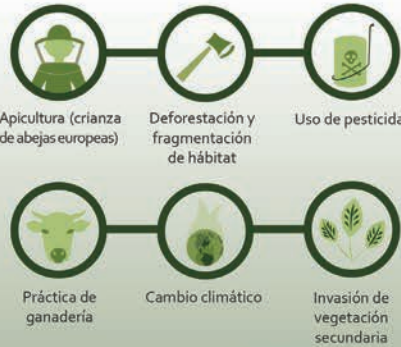 Apicultura (crianza
de abejas europeas)
Deforestación y
fragmentación
de hábitat
Uso de pesticida
Práctica de
ganadería
Cambio climático
Invasión de
vegetación
secundaria